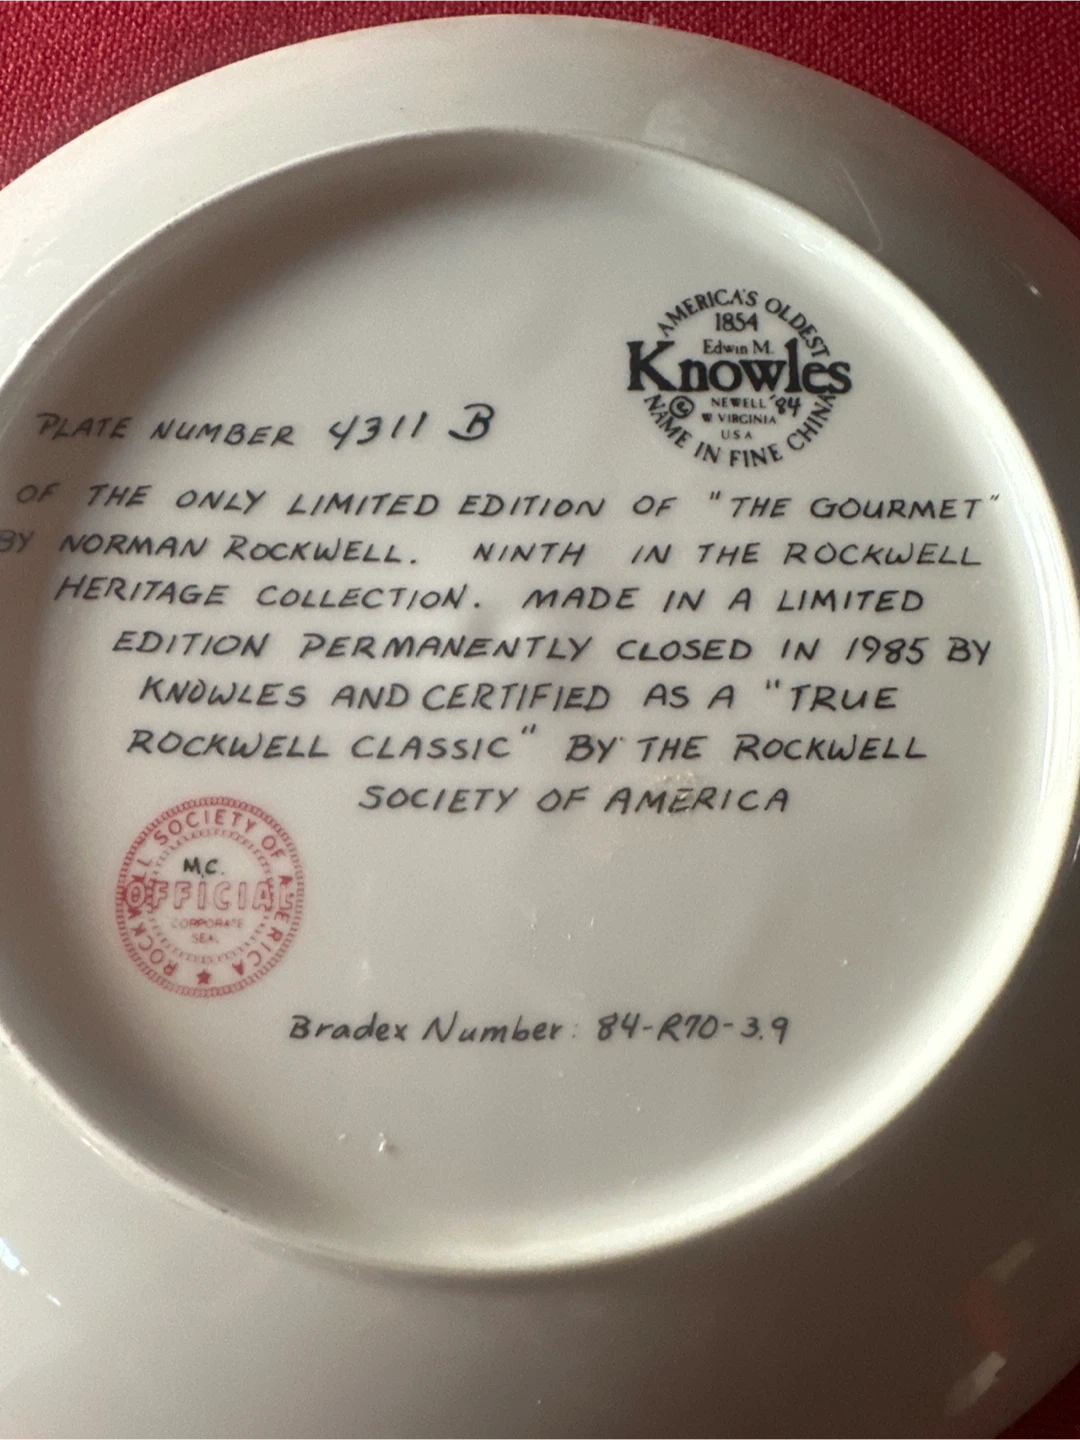 AMERICA'S OLDEST
1854
Edwin M.
Knowles
© NEWELL '84
W. VIRGINIA
USA
NAME IN FINE CHINA
PLATE NUMBER 4311 B
OF THE ONLY LIMITED EDITION OF "THE GOURMET"
BY NORMAN ROCKWELL. NINTH IN THE ROCKWELL
HERITAGE COLLECTION. MADE IN A LIMITED
EDITION PERMANENTLY CLOSED IN 1985 BY
KNOWLES AND CERTIFIED AS A "TRUE
ROCKWELL CLASSIC" BY THE ROCKWELL
SOCIETY OF AMERICA
ROCKWELL SOCIETY OF AMERICA
M.C.
OFFICIAL
CORPORATE
SEAL
Bradex Number: 84-R70-3.9